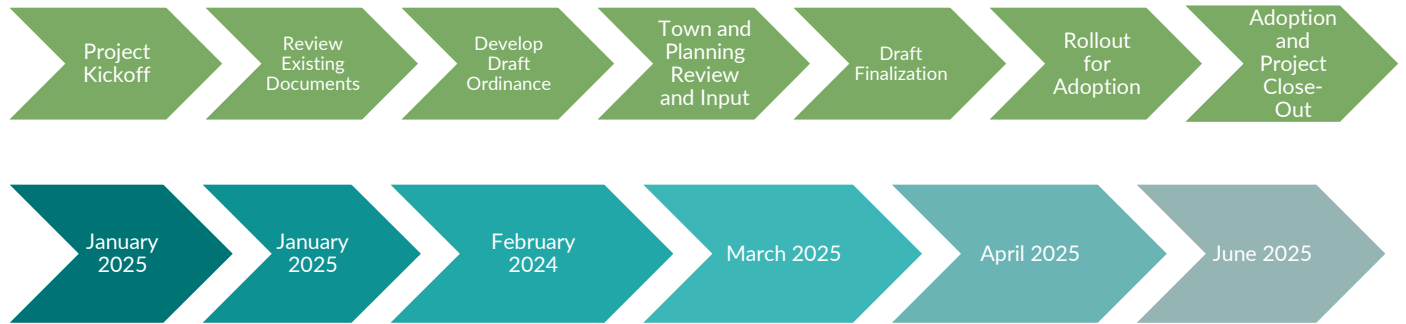 Project
Kickoff
Review
Existing
Documents
Develop
Draft
Ordinance
Town and
Planning
Review
and Input
Draft
Finalization
Rollout
for
Adoption
Adoption
and
Project
Close-
Out
January
2025
January
2025
February
2024
March 2025
April 2025
June 2025